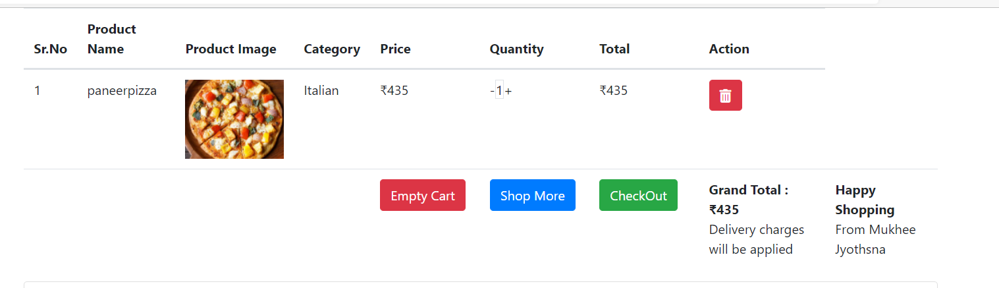 Sr.No Product Name Product Image Category Price Quantity Total Action
1 paneerpizza Italian ₹435 -1+ ₹435
Empty Cart Shop More CheckOut
Grand Total :
₹435
Delivery charges
will be applied
Happy
Shopping
From Mukhee
Jyothsna